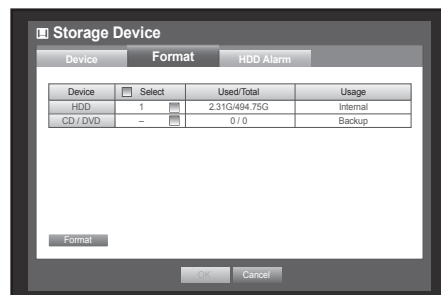 Storage Device
Device Format HDD Alarm
Device Select Used/Total Usage
HDD 1 2.31G/494.75G Internal
CD / DVD – 0 / 0 Backup
Format
OK Cancel